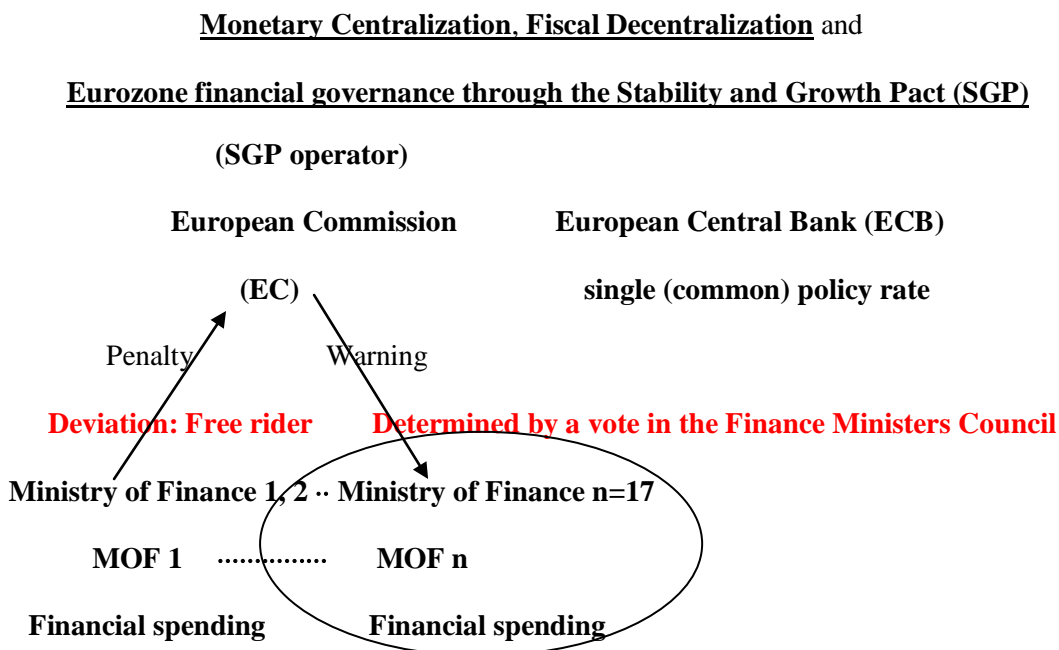 Monetary Centralization, Fiscal Decentralization and
Eurozone financial governance through the Stability and Growth Pact (SGP)
(SGP operator)
European Commission European Central Bank (ECB)
(EC) single (common) policy rate
Penalty Warning
Deviation: Free rider Determined by a vote in the Finance Ministers Council
Ministry of Finance 1, 2 ·· Ministry of Finance n=17
MOF 1 ··············· MOF n
Financial spending Financial spending